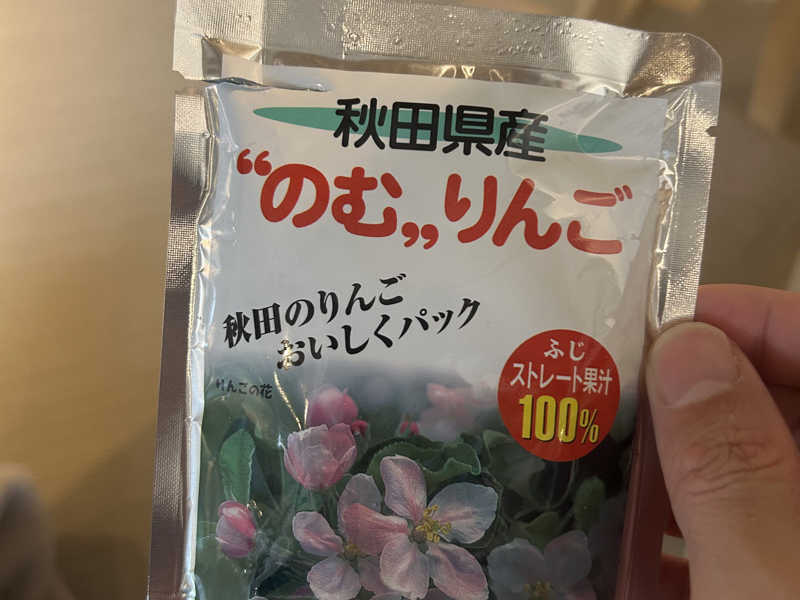 秋田県産
“のむ„りんご
秋田のりんご
おいしくパック
りんごの花
ふじ
ストレート果汁
100%